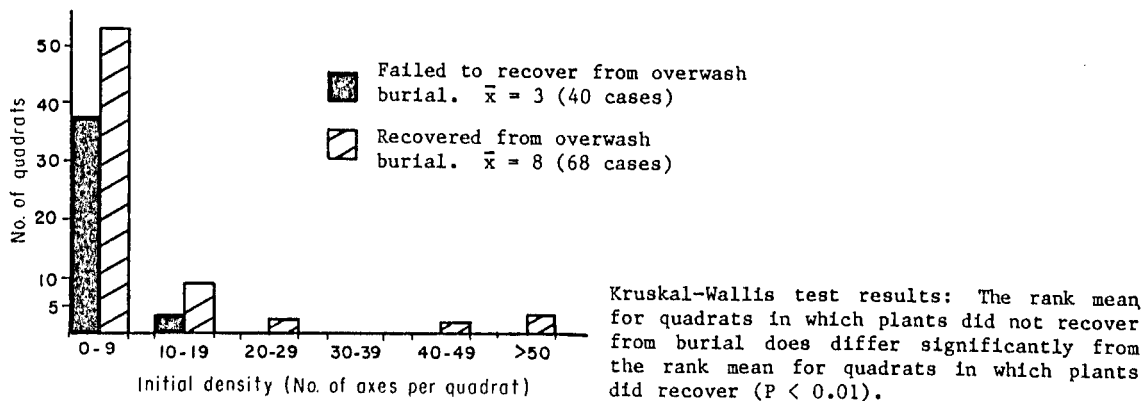 50
40
30
20
10
5
No. of quadrats
0-9
10-19
20-29
30-39
40-49
>50
Initial density (No. of axes per quadrat)
Failed to recover from overwash
burial. x̄ = 3 (40 cases)
Recovered from overwash
burial. x̄ = 8 (68 cases)
Kruskal-Wallis test results: The rank mean
for quadrats in which plants did not recover
from burial does differ significantly from
the rank mean for quadrats in which plants
did recover (P < 0.01).